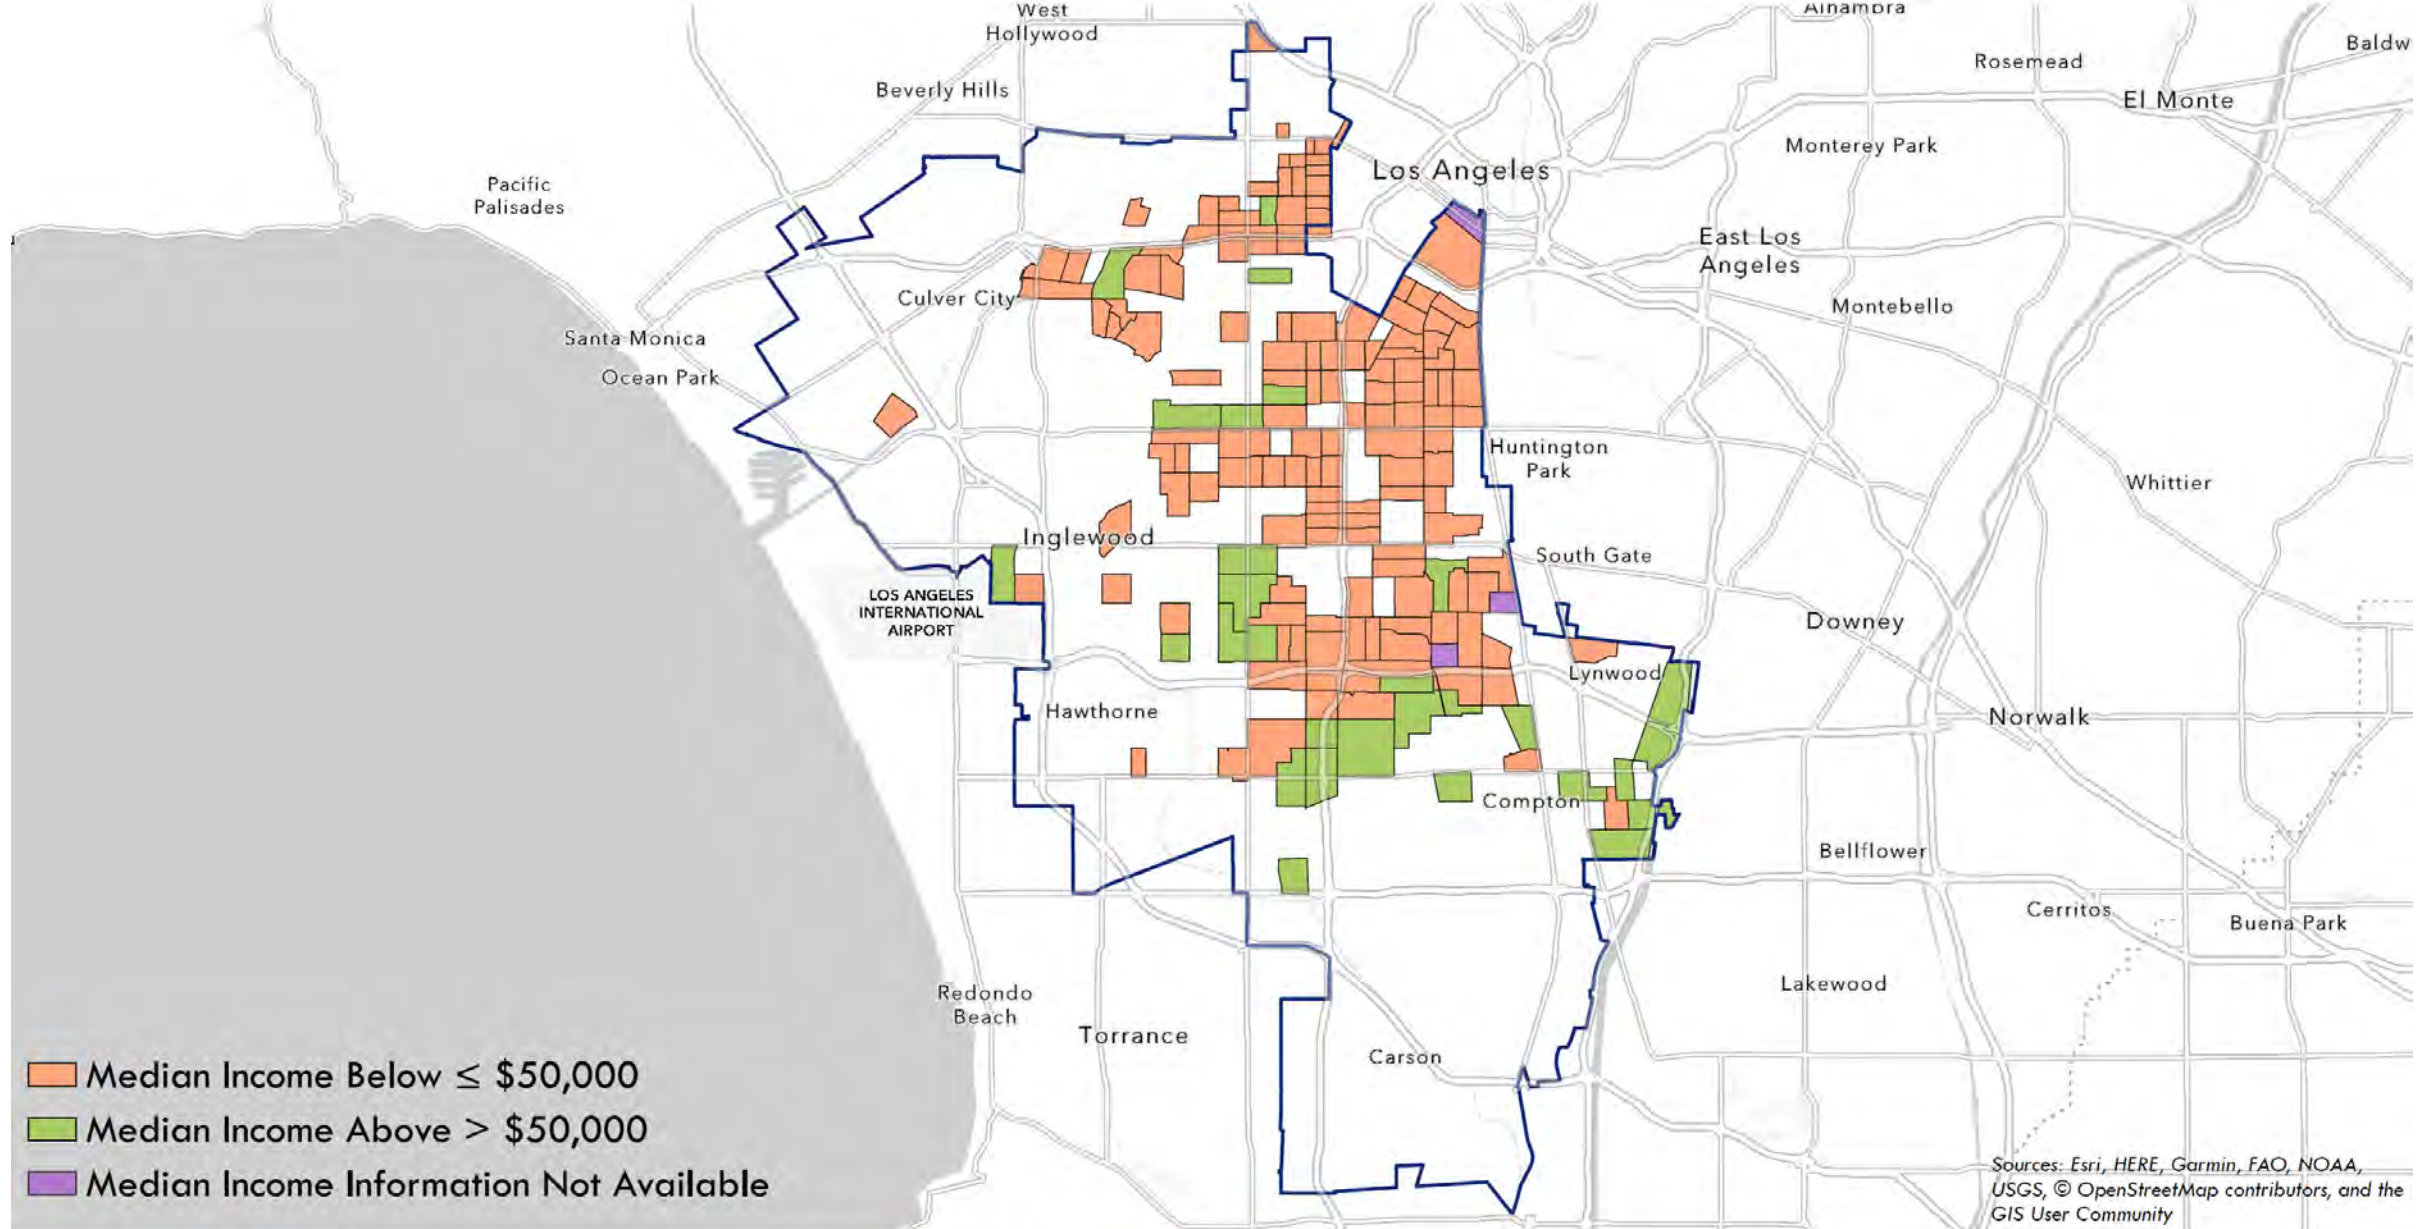 West
Hollywood
Alhambra
Rosemead
Baldw
Beverly Hills
El Monte
Monterey Park
Los Angeles
Pacific
Palisades
East Los
Angeles
Culver City
Montebello
Santa Monica
Ocean Park
Huntington
Park
Whittier
Inglewood
South Gate
LOS ANGELES
INTERNATIONAL
AIRPORT
Downey
Lynwood
Hawthorne
Norwalk
Compton
Bellflower
Cerritos
Buena Park
Lakewood
Redondo
Beach
Torrance
Carson
Median Income Below ≤ $50,000
Median Income Above > $50,000
Median Income Information Not Available
Sources: Esri, HERE, Garmin, FAO, NOAA,
USGS, © OpenStreetMap contributors, and the
GIS User Community